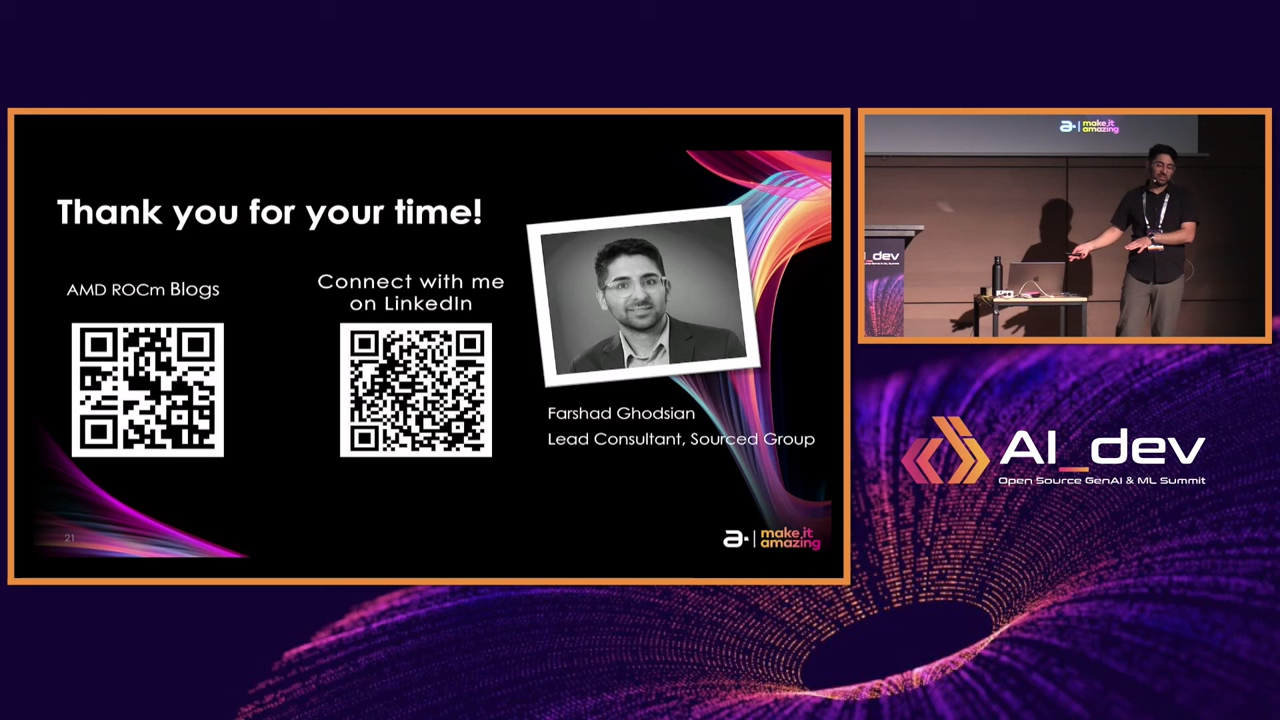 Thank you for your time!
AMD ROCm Blogs
Connect with me
on LinkedIn
Farshad Ghodsian
Lead Consultant, Sourced Group
21
a
make it
amazing
a
make it
amazing
_dev
AI_dev
Open Source GenAI & ML Summit